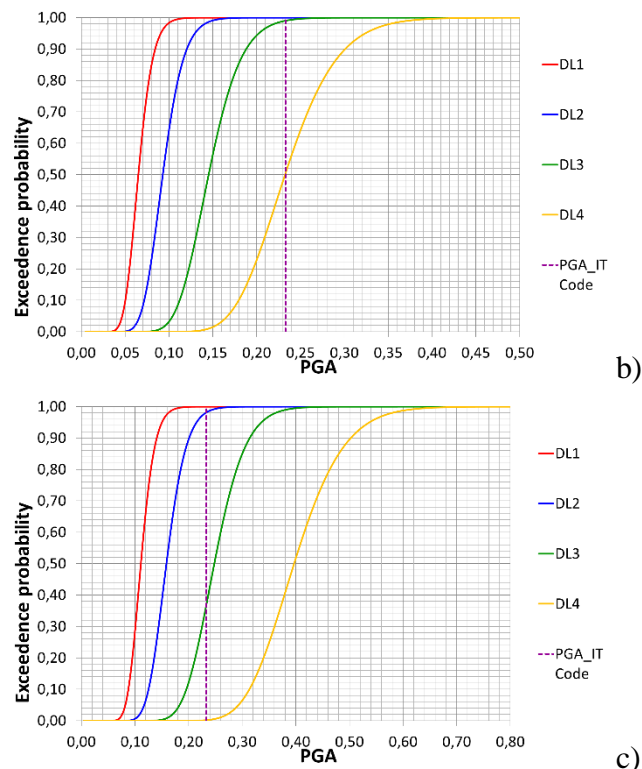 1,00
0,90
0,80
0,70
0,60
0,50
0,40
0,30
0,20
0,10
0,00
Exceedence probability
0,00 0,05 0,10 0,15 0,20 0,25 0,30 0,35 0,40 0,45 0,50
PGA
DL1
DL2
DL3
DL4
PGA_IT
Code
b)
1,00
0,90
0,80
0,70
0,60
0,50
0,40
0,30
0,20
0,10
0,00
Exceedence probability
0,00 0,10 0,20 0,30 0,40 0,50 0,60 0,70 0,80
PGA
DL1
DL2
DL3
DL4
PGA_IT
Code
c)